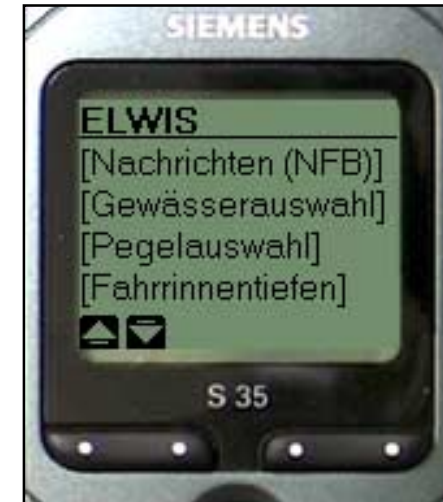 SIEMENS
ELWIS
[Nachrichten (NFB)]
[Gewässerauswahl]
[Pegelauswahl]
[Fahrrinnentiefen]
S 35